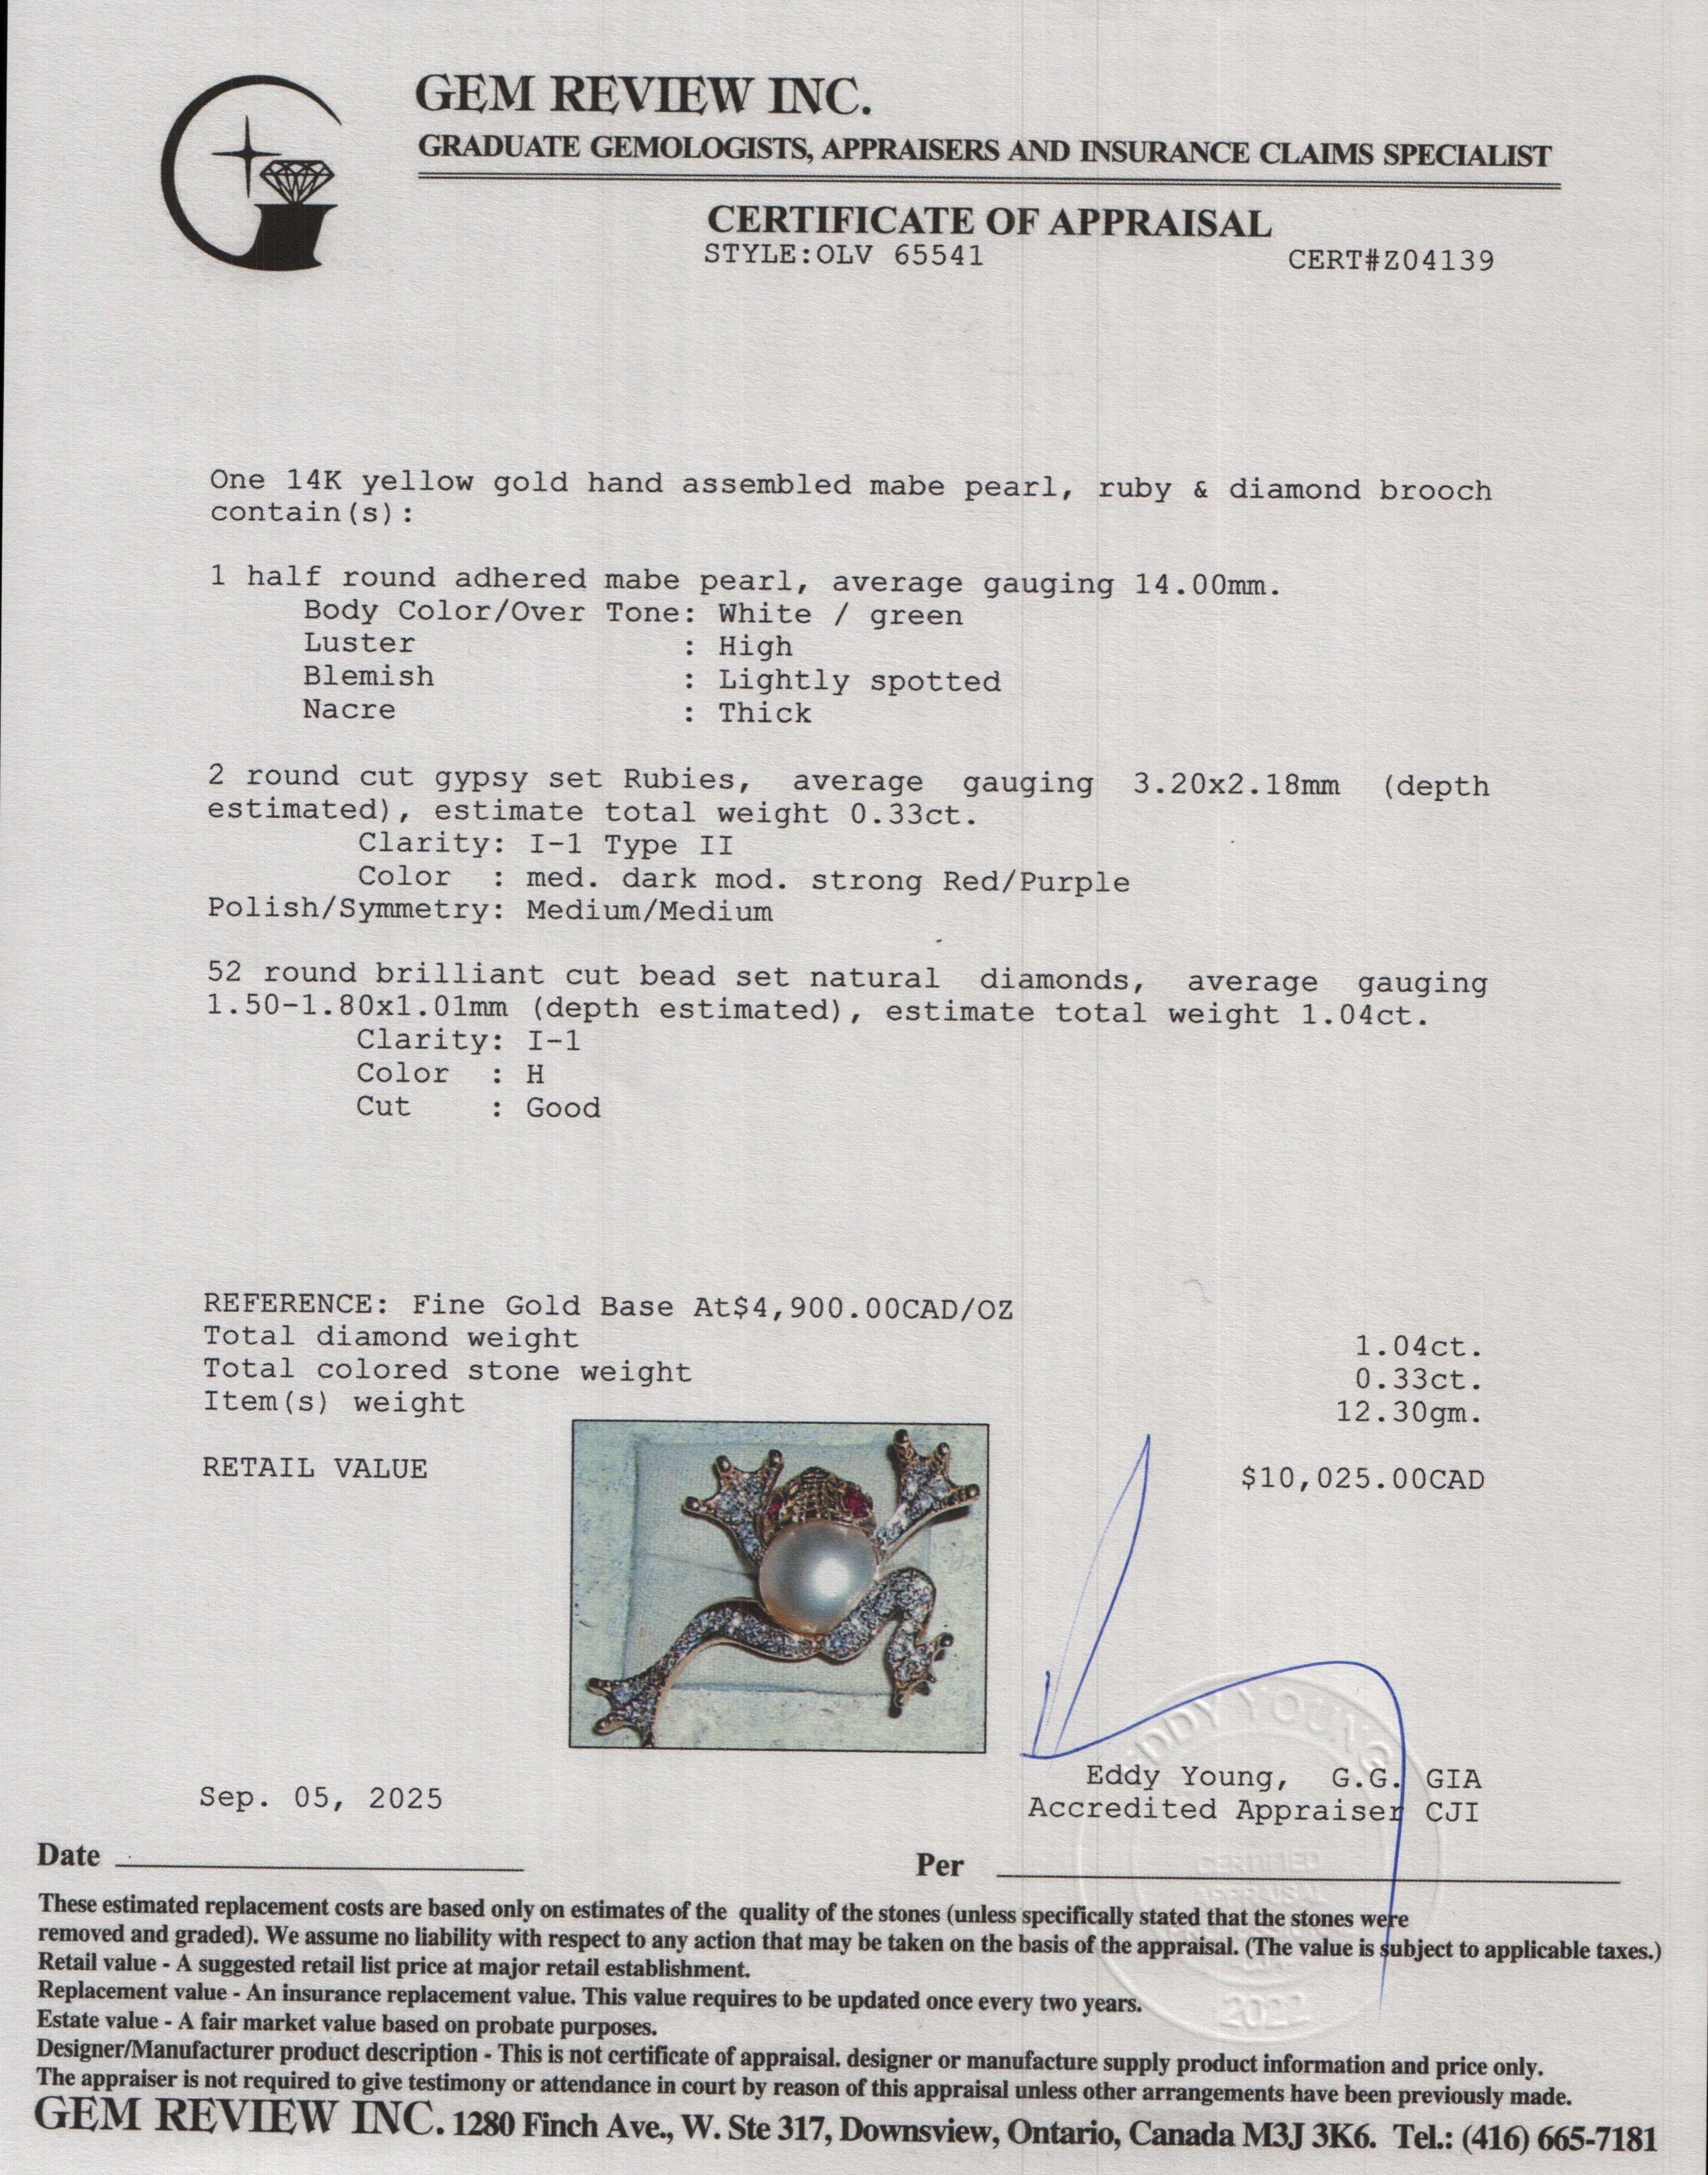 GEM REVIEW INC.
GRADUATE GEMOLOGISTS, APPRAISERS AND INSURANCE CLAIMS SPECIALIST
CERTIFICATE OF APPRAISAL
STYLE:OLV 65541 CERT#Z04139
One 14K yellow gold hand assembled mabe pearl, ruby & diamond brooch
contain(s):
1 half round adhered mabe pearl, average gauging 14.00mm.
Body Color/Over Tone: White / green
Luster : High
Blemish : Lightly spotted
Nacre : Thick
2 round cut gypsy set Rubies, average gauging 3.20x2.18mm (depth
estimated), estimate total weight 0.33ct.
Clarity: I-1 Type II
Color : med. dark mod. strong Red/Purple
Polish/Symmetry: Medium/Medium
52 round brilliant cut bead set natural diamonds, average gauging
1.50-1.80x1.01mm (depth estimated), estimate total weight 1.04ct.
Clarity: I-1
Color : H
Cut : Good
REFERENCE: Fine Gold Base At$4,900.00CAD/OZ
Total diamond weight 1.04ct.
Total colored stone weight 0.33ct.
Item(s) weight 12.30gm.
RETAIL VALUE $10,025.00CAD
EDDY YOUNG
Eddy Young, G.G. GIA
Sep. 05, 2025 Accredited Appraiser CJI
Date Per
CERTIFIED
APPRAISAL
2022
These estimated replacement costs are based only on estimates of the quality of the stones (unless specifically stated that the stones were
removed and graded). We assume no liability with respect to any action that may be taken on the basis of the appraisal. (The value is subject to applicable taxes.)
Retail value - A suggested retail list price at major retail establishment.
Replacement value - An insurance replacement value. This value requires to be updated once every two years.
Estate value - A fair market value based on probate purposes.
Designer/Manufacturer product description - This is not certificate of appraisal. designer or manufacture supply product information and price only.
The appraiser is not required to give testimony or attendance in court by reason of this appraisal unless other arrangements have been previously made.
GEM REVIEW INC. 1280 Finch Ave., W. Ste 317, Downsview, Ontario, Canada M3J 3K6. Tel.: (416) 665-7181